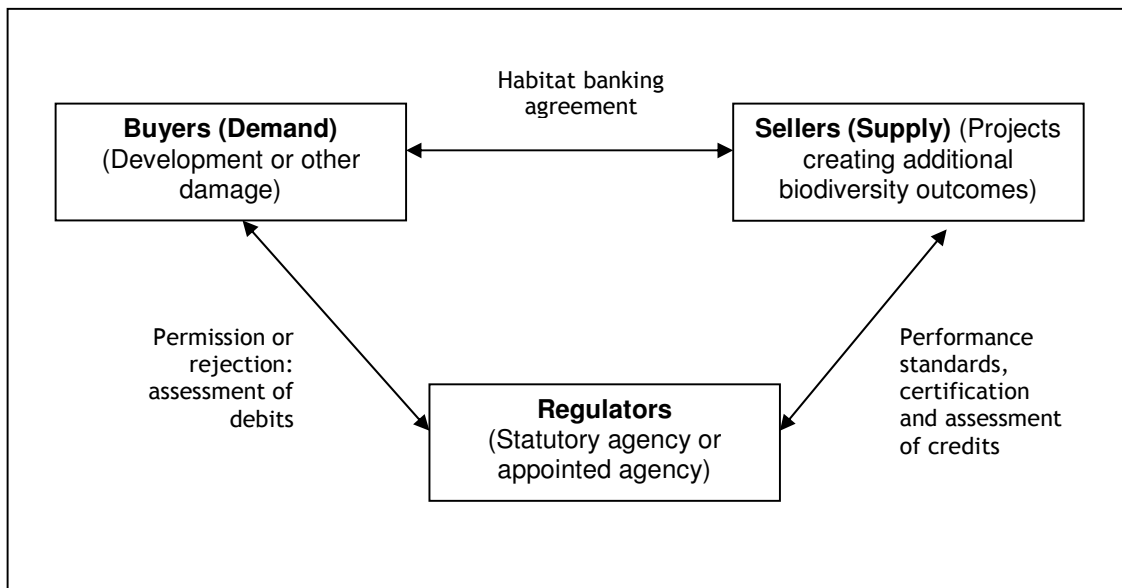 Habitat banking
agreement
Buyers (Demand)
(Development or other
damage)
Sellers (Supply) (Projects
creating additional
biodiversity outcomes)
Permission or
rejection:
assessment of
debits
Performance
standards,
certification
and assessment
of credits
Regulators
(Statutory agency or
appointed agency)